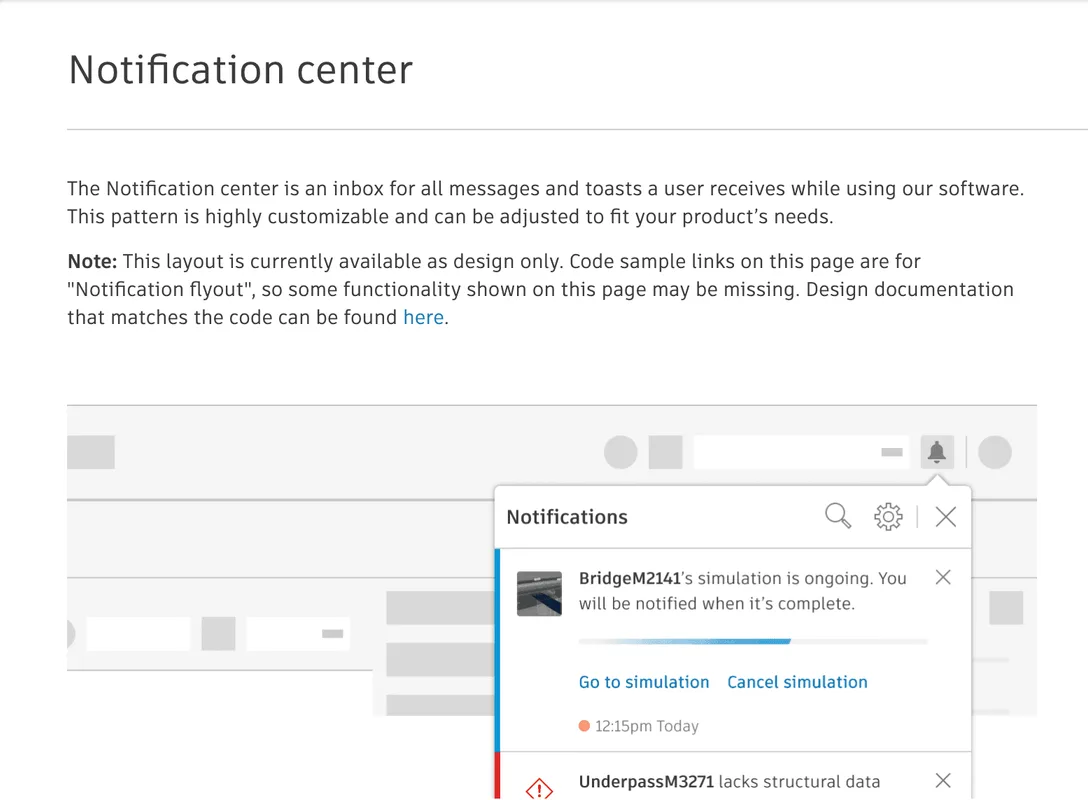 Notification center
The Notification center is an inbox for all messages and toasts a user receives while using our software.
This pattern is highly customizable and can be adjusted to fit your product’s needs.
Note: This layout is currently available as design only. Code sample links on this page are for
"Notification flyout", so some functionality shown on this page may be missing. Design documentation
that matches the code can be found here.
Notifications
BridgeM2141’s simulation is ongoing. You
will be notified when it’s complete.
Go to simulation Cancel simulation
12:15pm Today
UnderpassM3271 lacks structural data